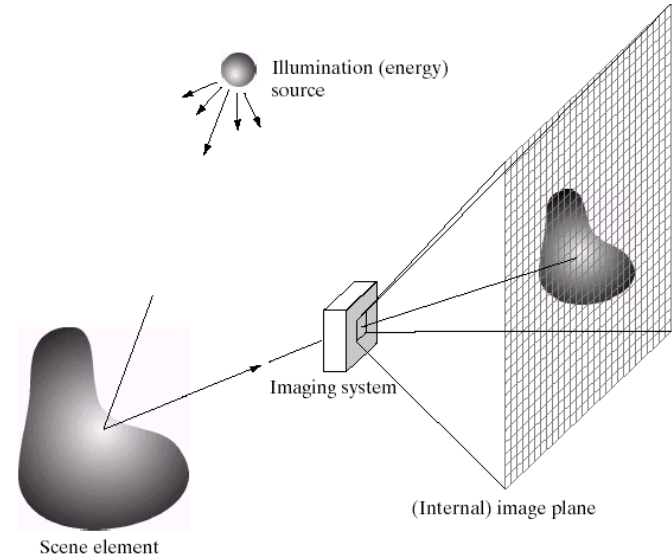 Illumination (energy)
source
Imaging system
(Internal) image plane
Scene element